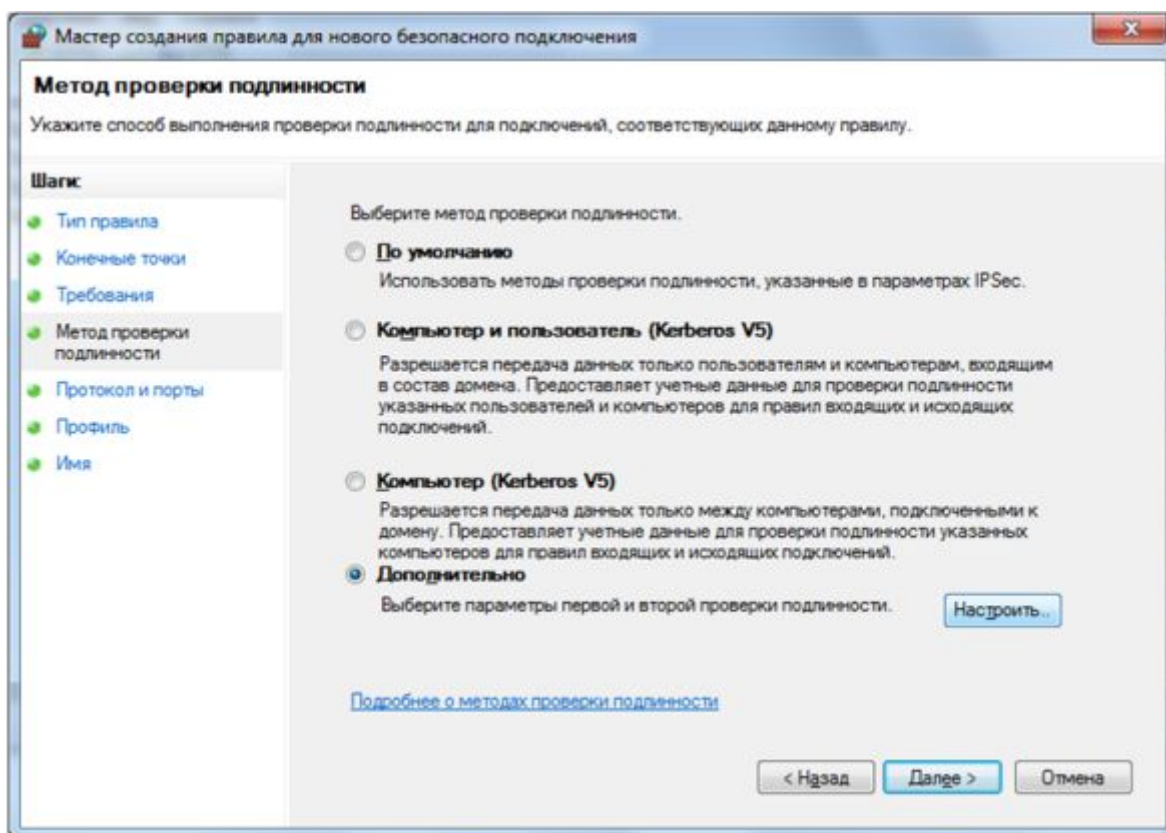 Мастер создания правила для нового безопасного подключения
Метод проверки подлинности
Укажите способ выполнения проверки подлинности для подключений, соответствующих данному правилу.
Шаги:
Тип правила
Конечные точки
Требования
Метод проверки
подлинности
Протокол и порты
Профиль
Имя
Выберите метод проверки подлинности.
По умолчанию
Использовать методы проверки подлинности, указанные в параметрах IPSec.
Компьютер и пользователь (Kerberos V5)
Разрешается передача данных только пользователям и компьютерам, входящим
в состав домена. Предоставляет учетные данные для проверки подлинности
указанных пользователей и компьютеров для правил входящих и исходящих
подключений.
Компьютер (Kerberos V5)
Разрешается передача данных только между компьютерами, подключенными к
домену. Предоставляет учетные данные для проверки подлинности указанных
компьютеров для правил входящих и исходящих подключений.
Дополнительно
Выберите параметры первой и второй проверки подлинности.
Настроить...
Подробнее о методах проверки подлинности
< Назад
Далее >
Отмена